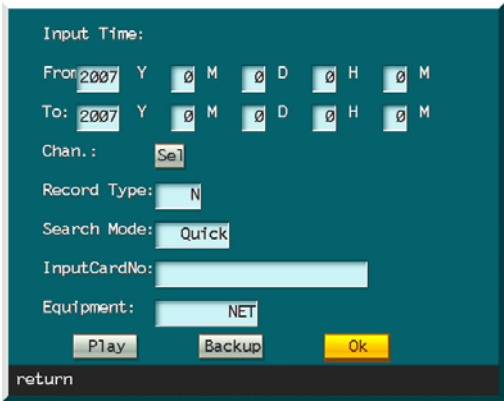 Input Time:
From 2007 Y 0 M 0 D 0 H 0 M
To: 2007 Y 0 M 0 D 0 H 0 M
Chan.: Sel
Record Type: N
Search Mode: Quick
InputCardNo:
Equipment: NET
Play Backup Ok
return